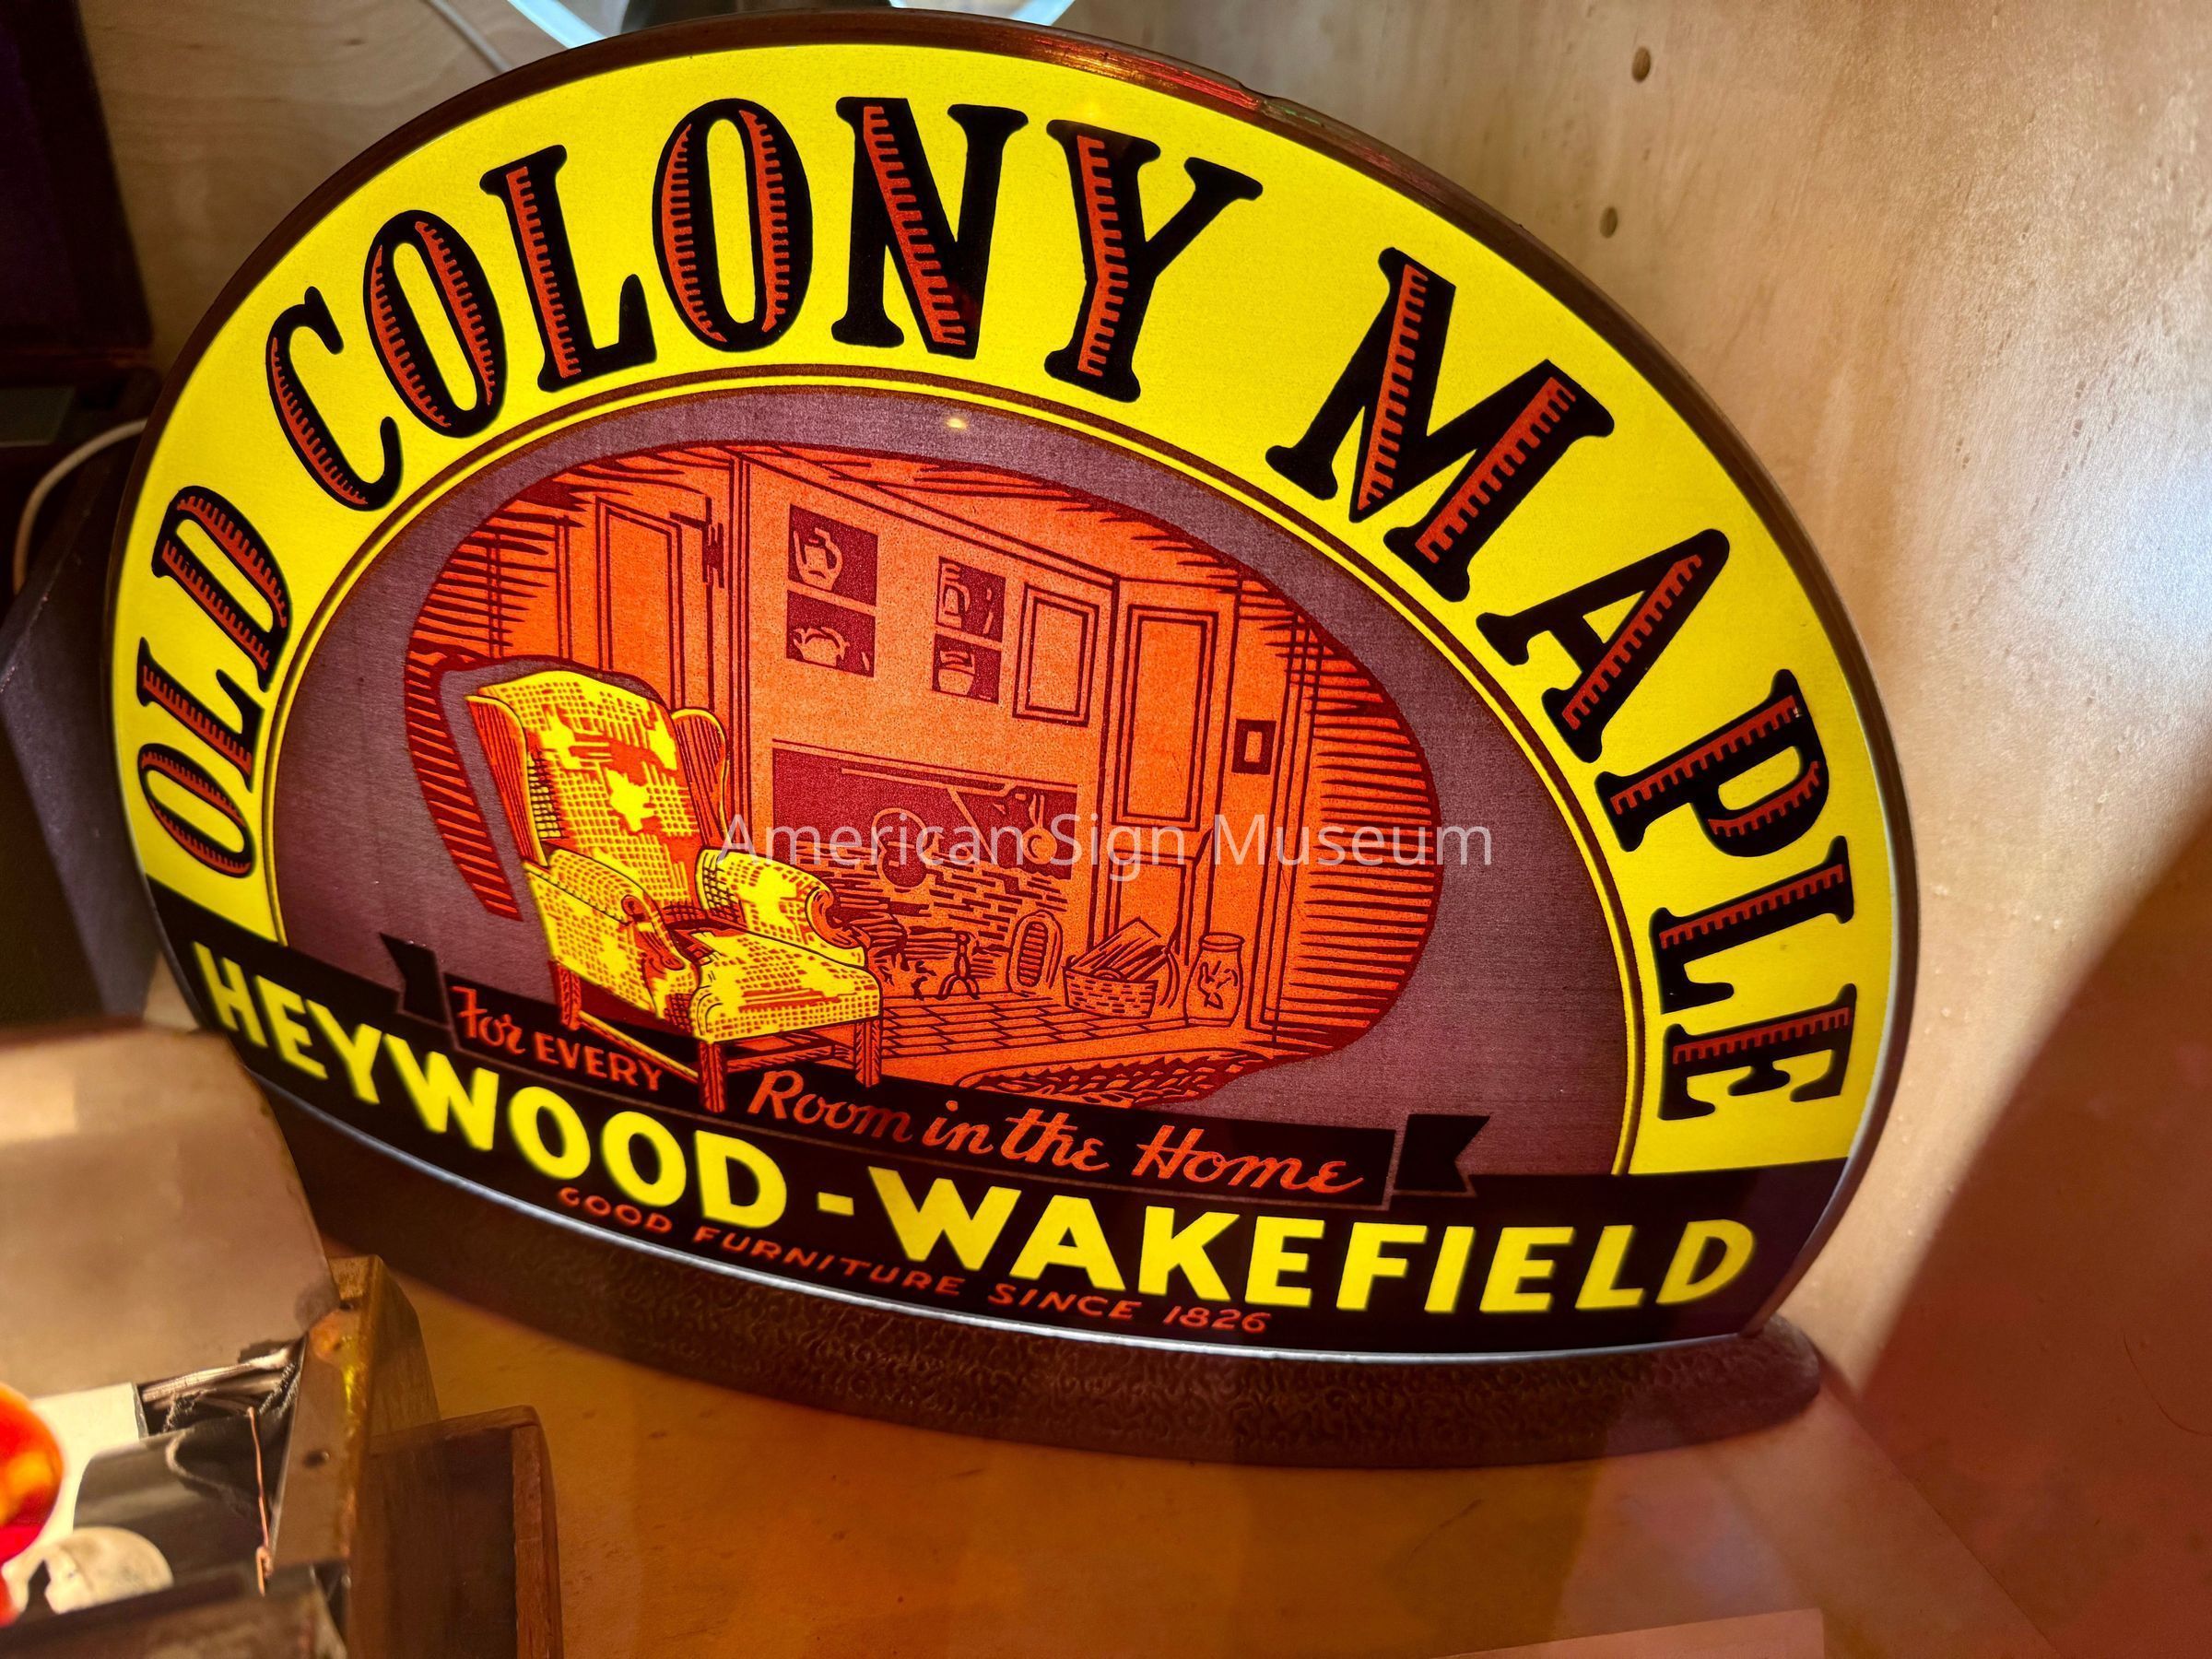 OLD COLONY MAPLE
American Sign Museum
For EVERY Room in the Home
HEYWOOD-WAKEFIELD
GOOD FURNITURE SINCE 1826